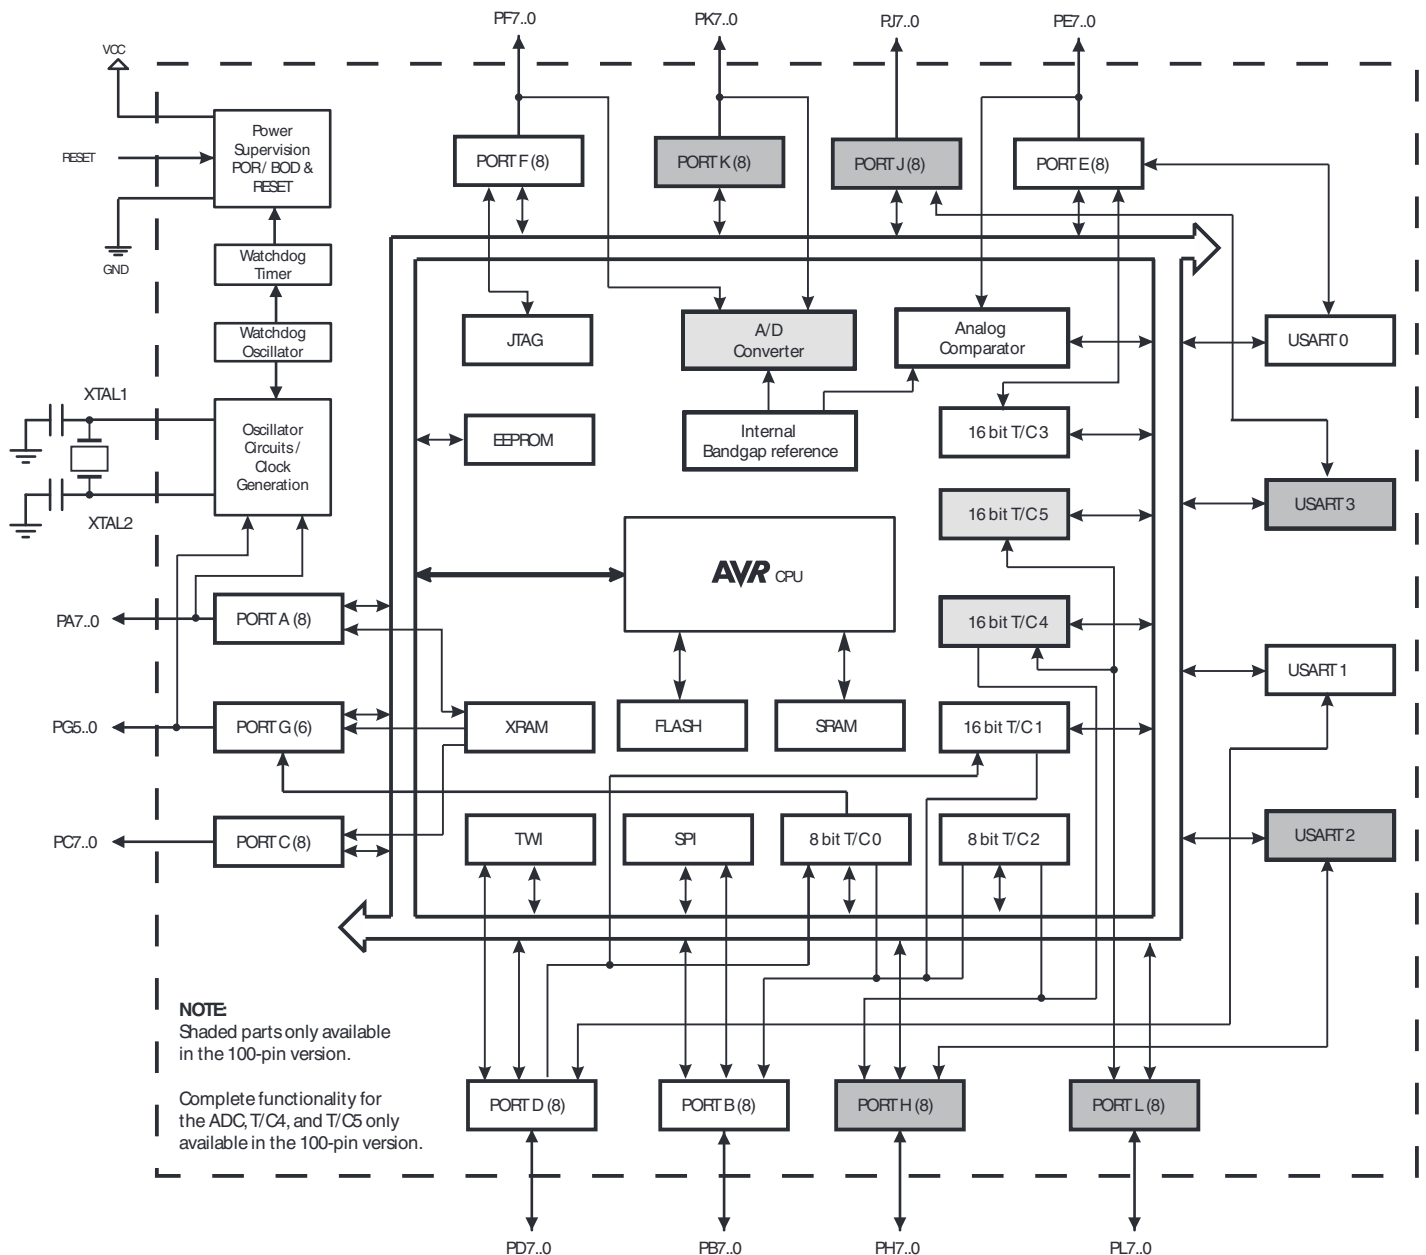 PF7..0
PK7..0
PJ7..0
PE7..0
VCC
RESET
GND
Power
Supervision
POR / BOD &
RESET
Watchdog
Timer
Watchdog
Oscillator
XTAL1
XTAL2
Oscillator
Circuits /
Clock
Generation
PORT F (8)
PORT K (8)
PORT J (8)
PORT E (8)
JTAG
A/D
Converter
Analog
Comparator
USART 0
EEPROM
Internal
Bandgap reference
16 bit T/C 3
16 bit T/C 5
USART 3
AVR CPU
PA7..0
PORT A (8)
16 bit T/C 4
USART 1
PG5..0
PORT G (6)
XRAM
FLASH
SRAM
16 bit T/C 1
PC7..0
PORT C (8)
TWI
SPI
8 bit T/C 0
8 bit T/C 2
USART 2
NOTE:
Shaded parts only available
in the 100-pin version.
Complete functionality for
the ADC, T/C4, and T/C5 only
available in the 100-pin version.
PORT D (8)
PORT B (8)
PORT H (8)
PORT L (8)
PD7..0
PB7..0
PH7..0
PL7..0